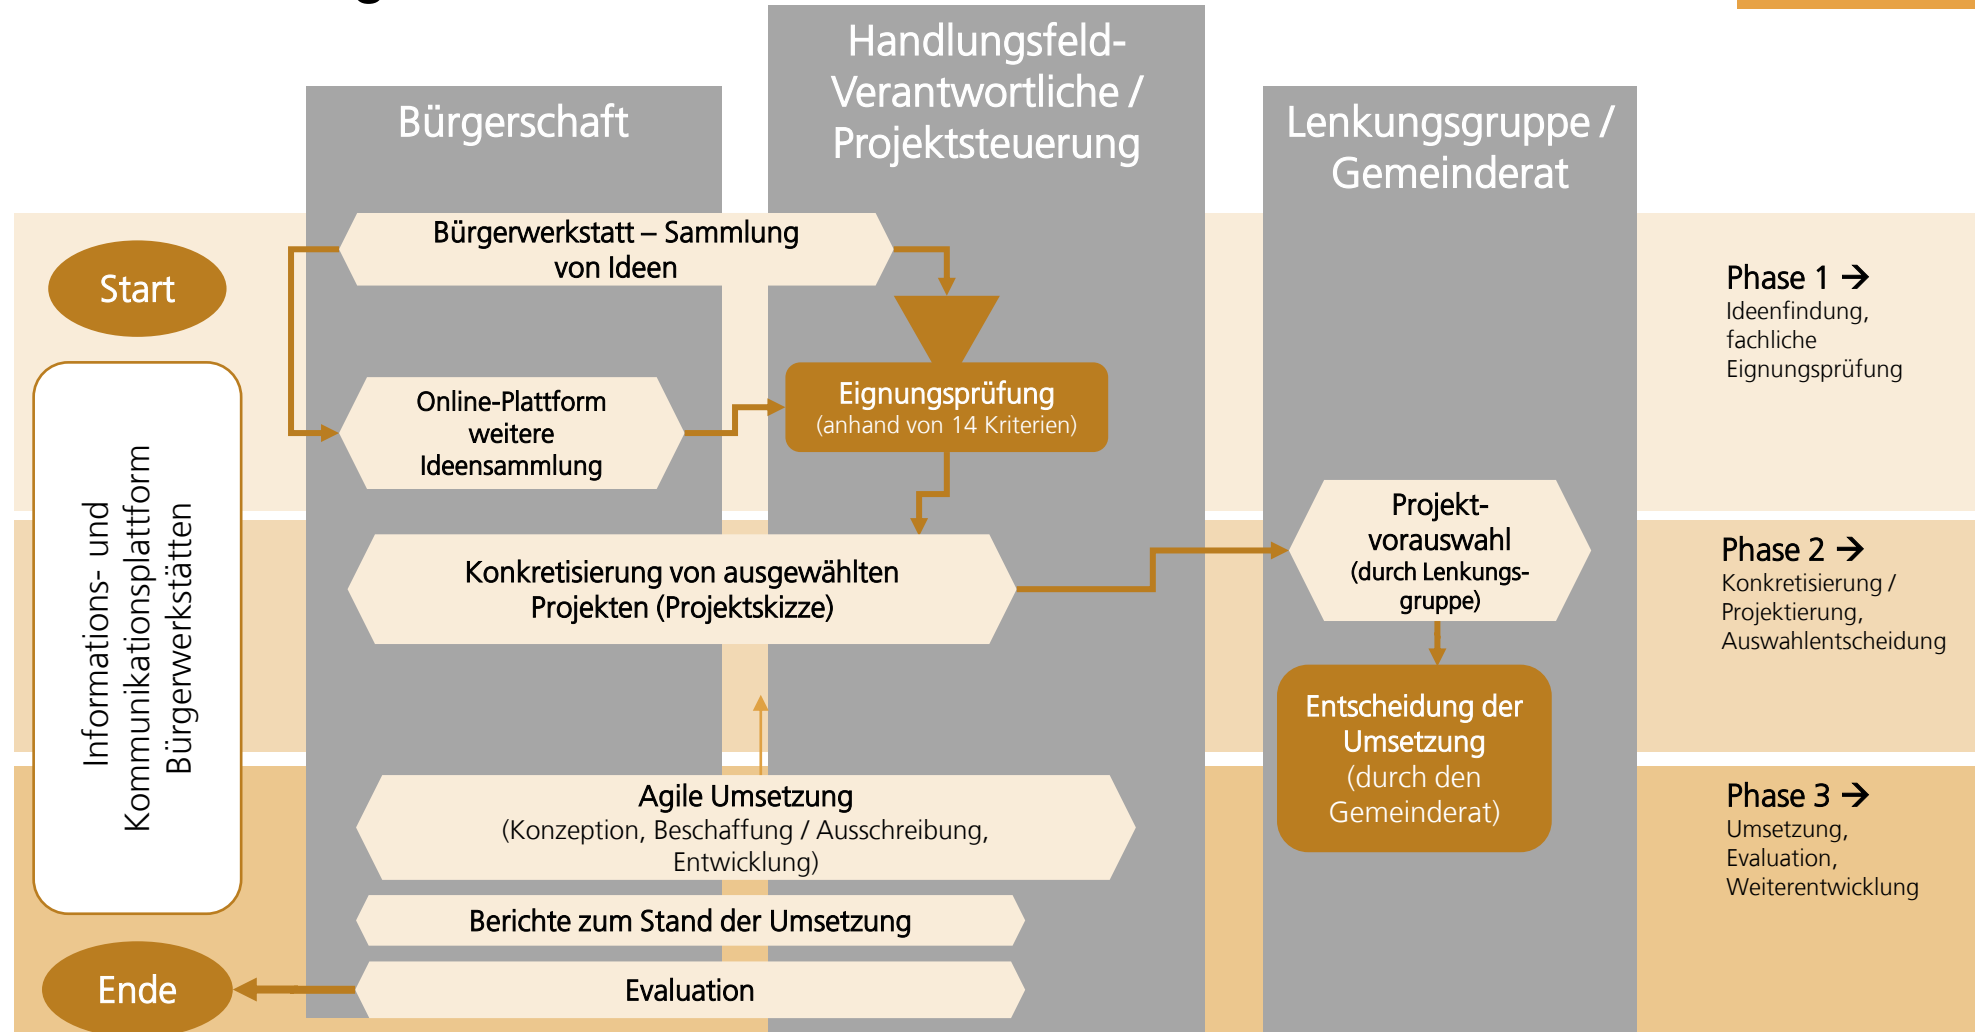 Bürgerschaft
Handlungsfeld-
Verantwortliche /
Projektsteuerung
Lenkungsgruppe /
Gemeinderat
Start
Bürgerwerkstatt – Sammlung
von Ideen
Phase 1 →
Ideenfindung,
fachliche
Eignungsprüfung
Online-Plattform
weitere
Ideensammlung
Eignungsprüfung
(anhand von 14 Kriterien)
Informations- und
Kommunikationsplattform
Bürgerwerkstätten
Konkretisierung von ausgewählten
Projekten (Projektskizze)
Projekt-
vorauswahl
(durch Lenkungs-
gruppe)
Phase 2 →
Konkretisierung /
Projektierung,
Auswahlentscheidung
Entscheidung der
Umsetzung
(durch den
Gemeinderat)
Agile Umsetzung
(Konzeption, Beschaffung / Ausschreibung,
Entwicklung)
Phase 3 →
Umsetzung,
Evaluation,
Weiterentwicklung
Berichte zum Stand der Umsetzung
Evaluation
Ende